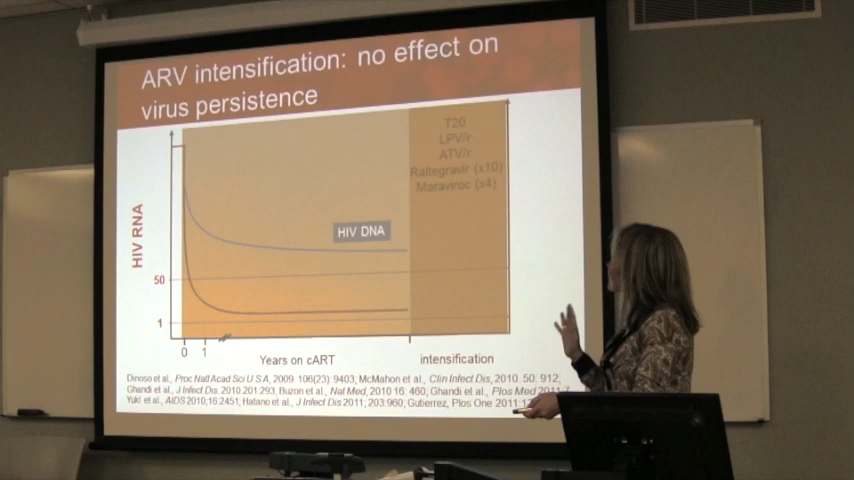 ARV intensification: no effect on
virus persistence
T20
LPV/r
ATV/r
Raltegravir (x10)
Maraviroc (x4)
HIV RNA
HIV DNA
50
1
0 1
Years on cART
intensification
Dinoso et al., Proc Natl Acad Sci U S A, 2009. 106(23): 9403, McMahon et al., Clin Infect Dis, 2010. 50: 912,
Ghandi et al., J Infect Dis. 2010.201:293, Buzon et al., Nat Med, 2010 16: 460; Ghandi et al., Plos Med 2011.7
Yukl et al., AIDS 2010;16:2451; Hatano et al., J Infect Dis 2011; 203:960; Gutierrez, Plos One 2011: